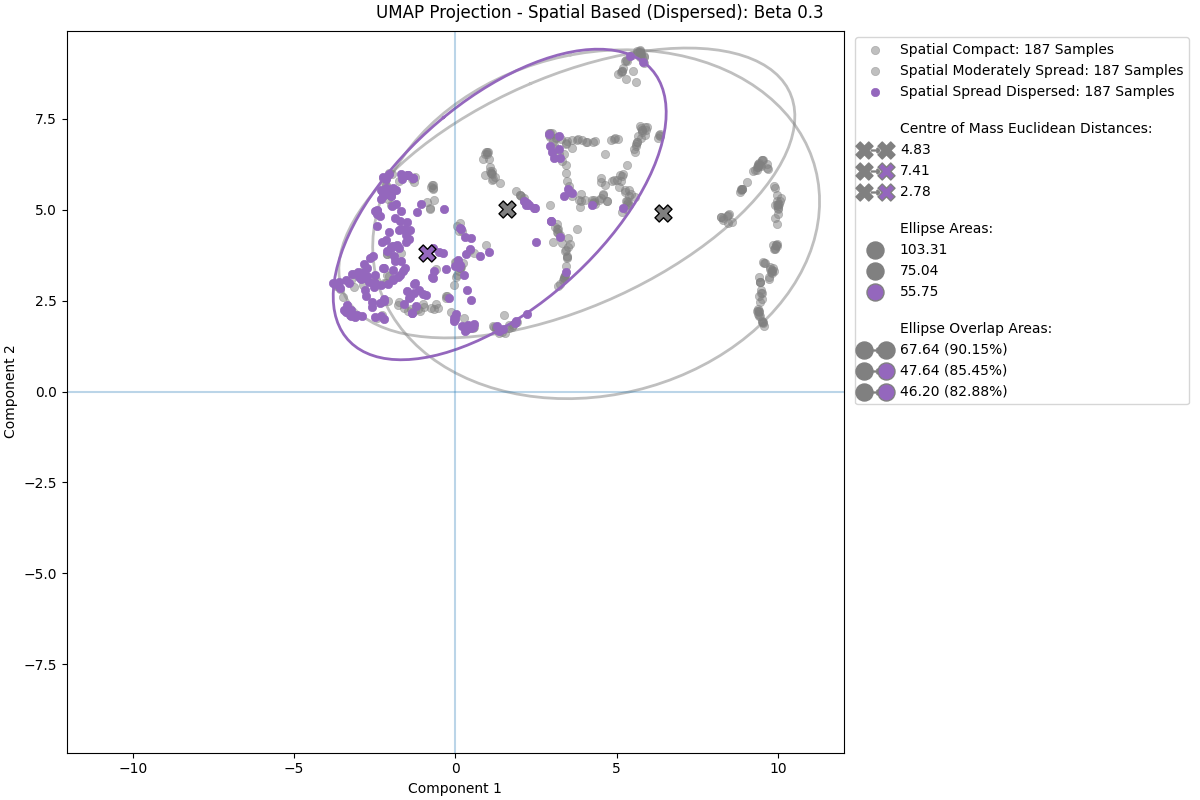 UMAP Projection - Spatial Based (Dispersed): Beta 0.3
Spatial Compact: 187 Samples
Spatial Moderately Spread: 187 Samples
Spatial Spread Dispersed: 187 Samples
Centre of Mass Euclidean Distances:
4.83
7.41
2.78
Ellipse Areas:
103.31
75.04
55.75
Ellipse Overlap Areas:
67.64 (90.15%)
47.64 (85.45%)
46.20 (82.88%)
Component 2
7.5
5.0
2.5
0.0
−2.5
−5.0
−7.5
−10
−5
0
5
10
Component 1